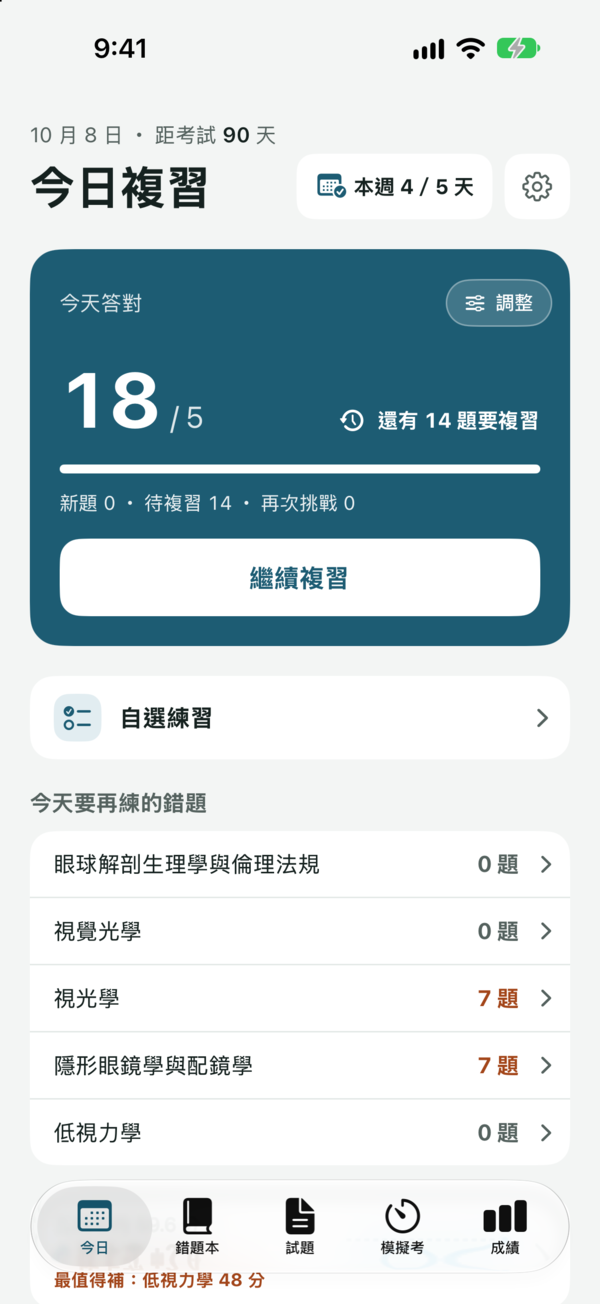 9:41
10 月 8 日 · 距考試 90 天
今日複習
本週 4 / 5 天
今天答對
調整
18 / 5
還有 14 題要複習
新題 0 · 待複習 14 · 再次挑戰 0
繼續複習
自選練習
今天要再練的錯題
眼球解剖生理學與倫理法規 0 題
視覺光學 0 題
視光學 7 題
隱形眼鏡學與配鏡學 7 題
低視力學 0 題
今日
錯題本
試題
模擬考
成績
最值得補：低視力學 48 分